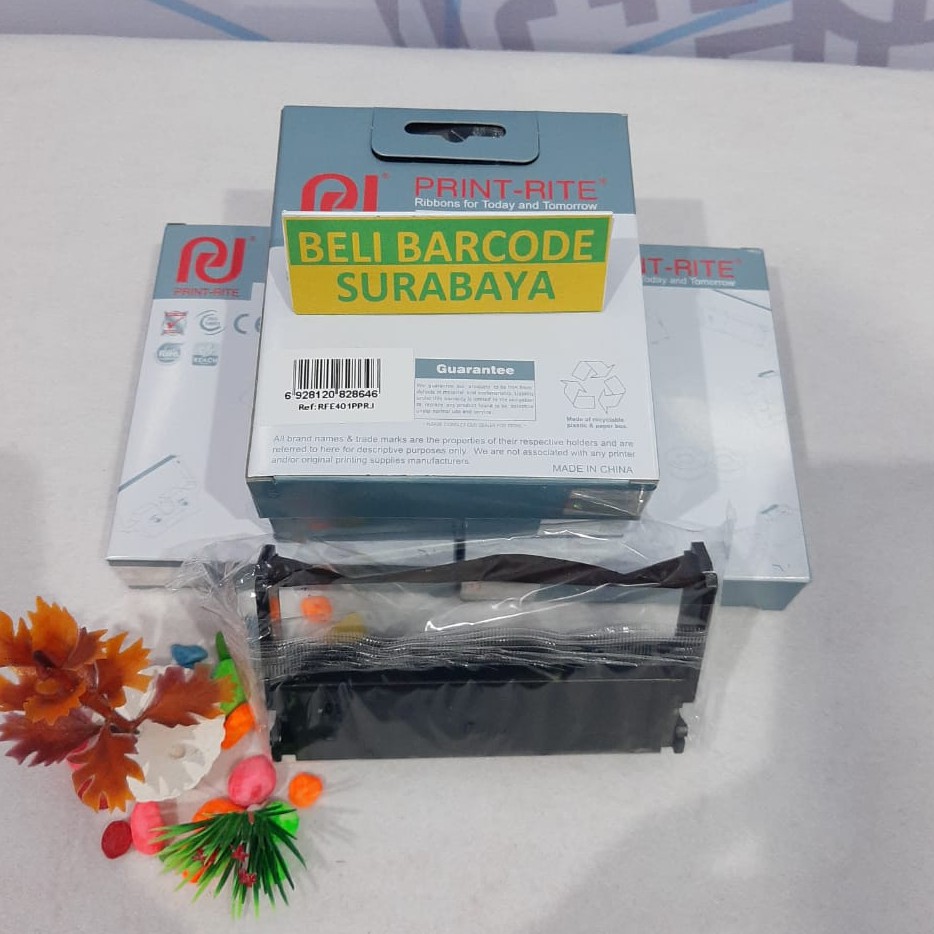 PRINT-RITE
Ribbons for Today and Tomorrow
BELI BARCODE
SURABAYA
6 928120 828646
Ref:RFE401PPRJ
Guarantee
Made of recyclable
plastic & paper box
All brand names & trade marks are the properties of their respective holders and are
referred to here for descriptive purposes only. We are not associated with any printer
and/or original printing supplies manufacturers.
MADE IN CHINA
PRINT-RITE
CE
NT-RITE
Today and Tomorrow